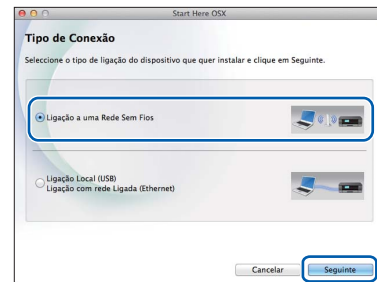 Start Here OSX
Tipo de Conexão
Seleccione o tipo de ligação do dispositivo que quer instalar e clique em Seguinte.
Ligação a uma Rede Sem Fios
Ligação Local (USB)
Ligação com rede Ligada (Ethernet)
Cancelar
Seguinte